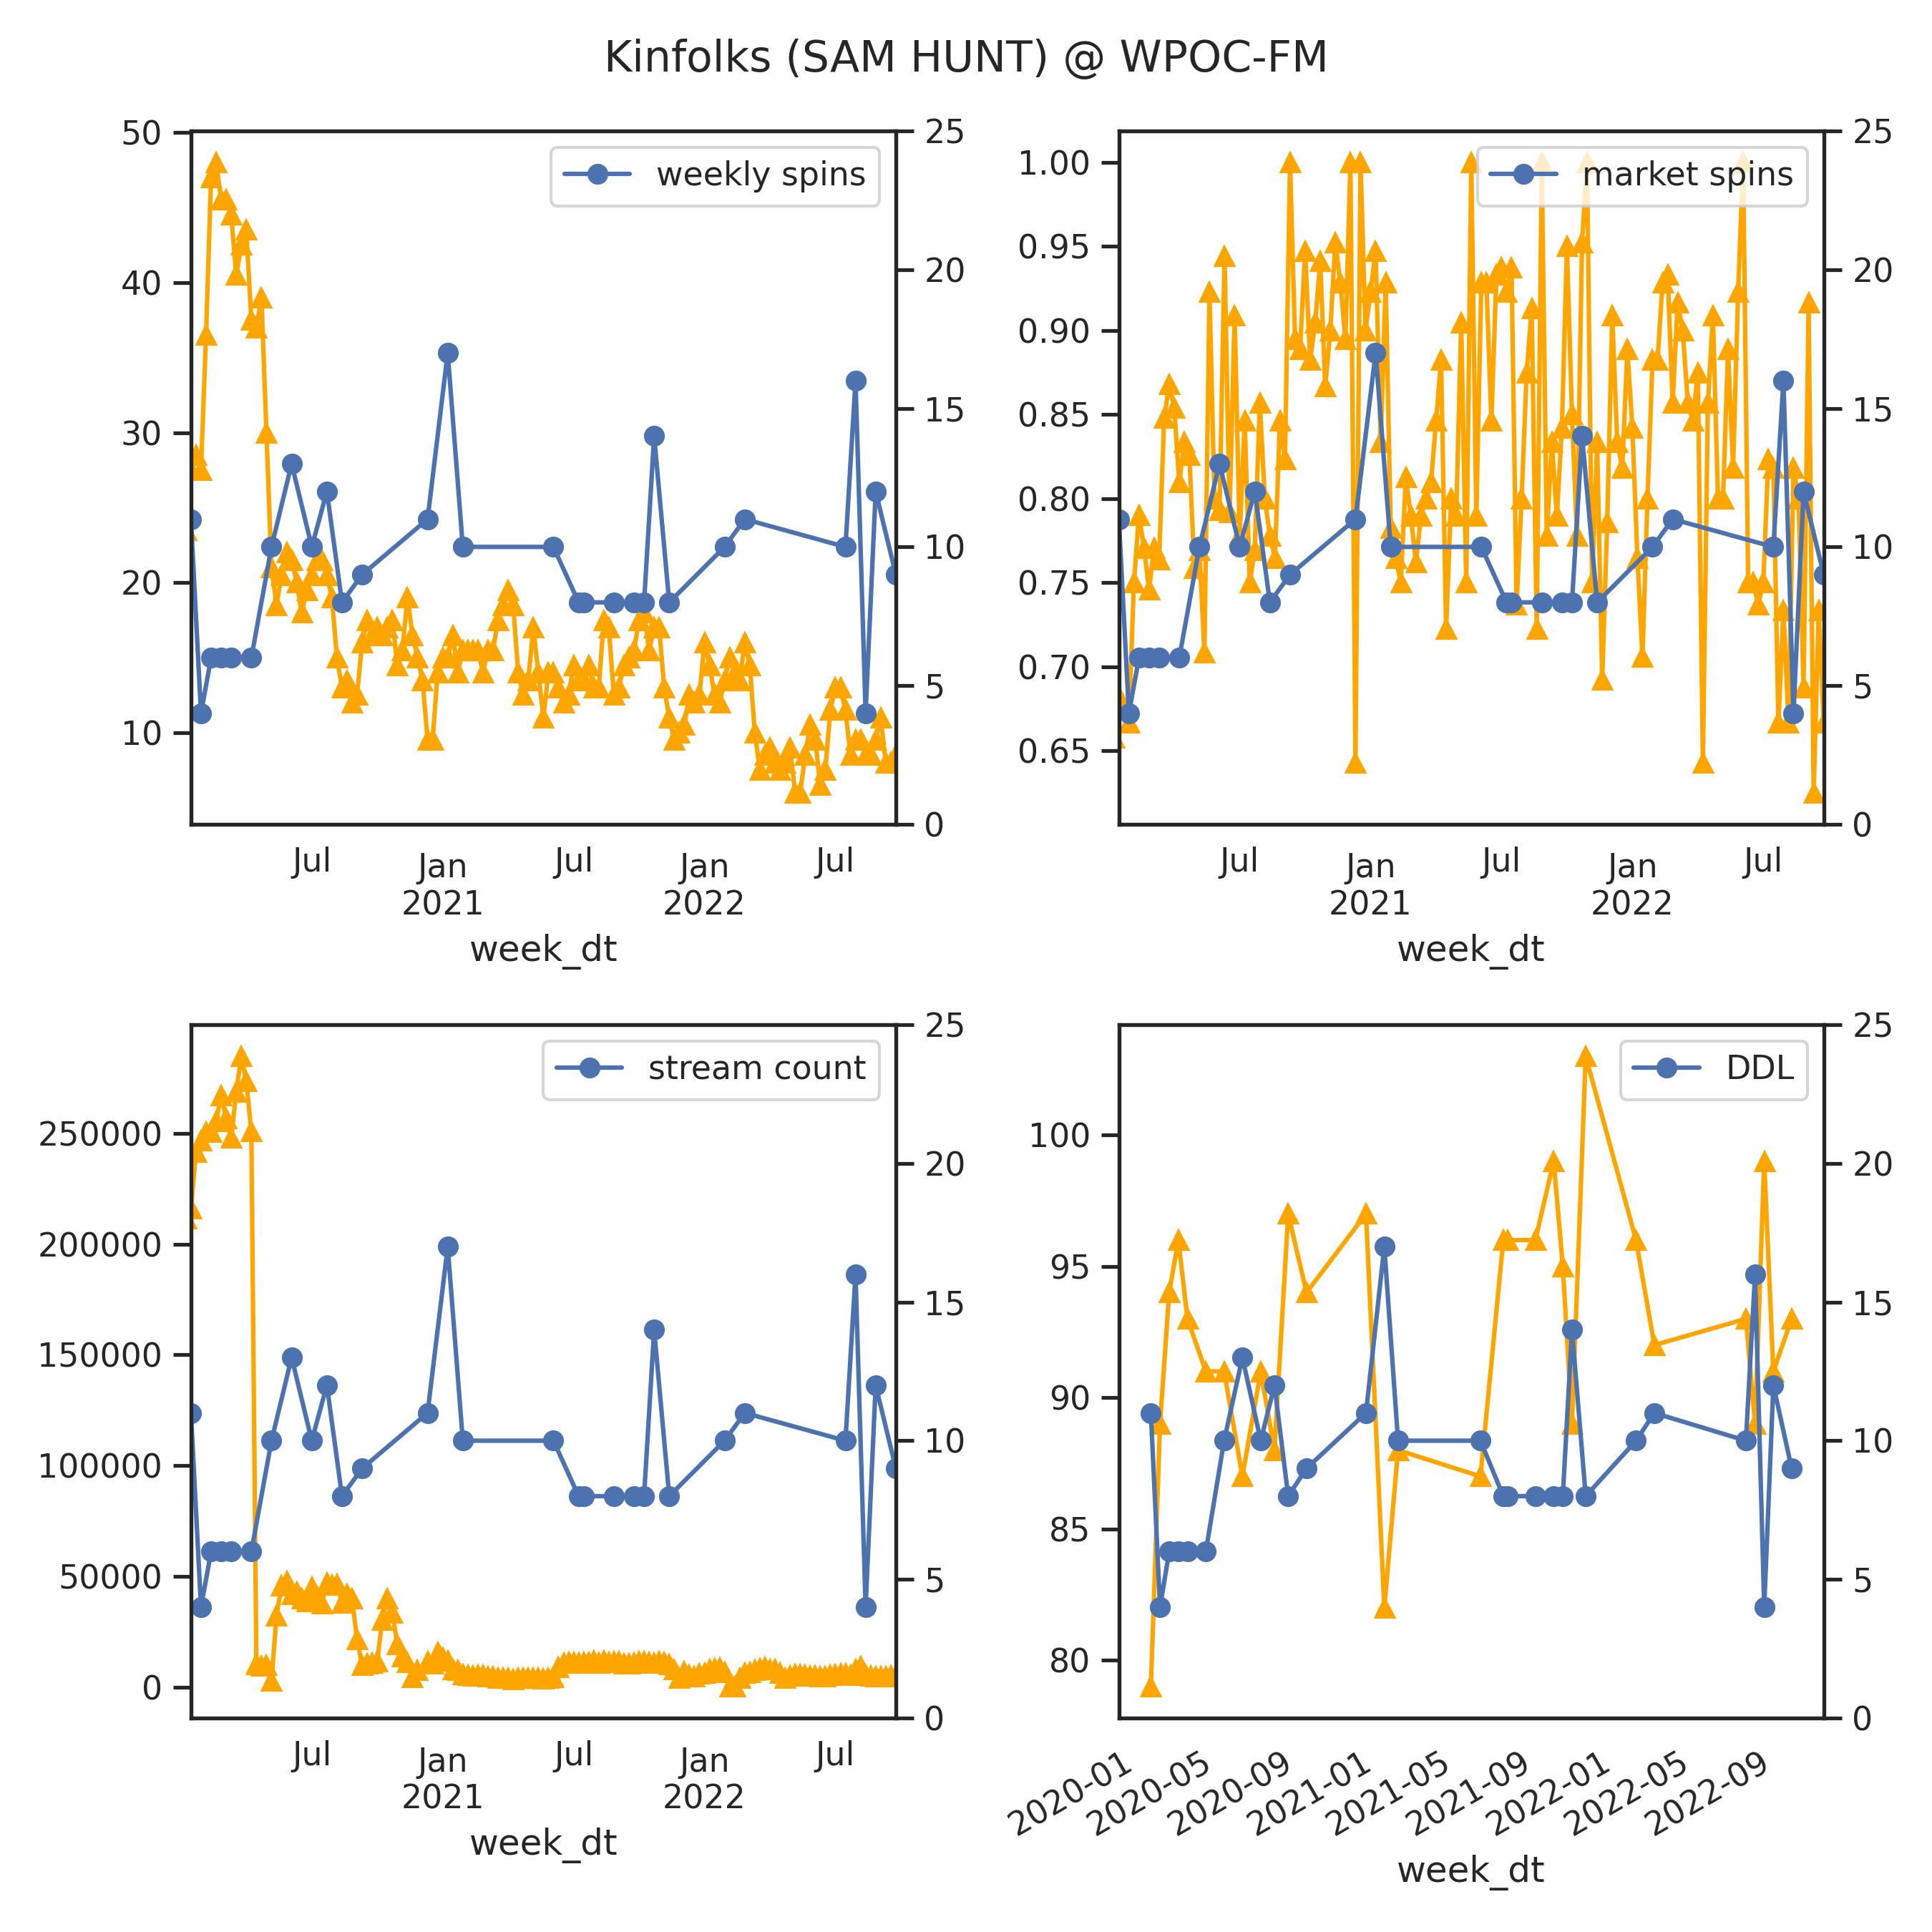 Kinfolks (SAM HUNT) @ WPOC-FM
weekly spins
50
40
30
20
10
25
20
15
10
5
0
Jul
Jan
2021
Jul
Jan
2022
Jul
week_dt
market spins
1.00
0.95
0.90
0.85
0.80
0.75
0.70
0.65
25
20
15
10
5
0
Jul
Jan
2021
Jul
Jan
2022
Jul
week_dt
stream count
250000
200000
150000
100000
50000
0
25
20
15
10
5
0
Jul
Jan
2021
Jul
Jan
2022
Jul
week_dt
DDL
100
95
90
85
80
25
20
15
10
5
0
2020-01
2020-05
2020-09
2021-01
2021-05
2021-09
2022-01
2022-05
2022-09
week_dt